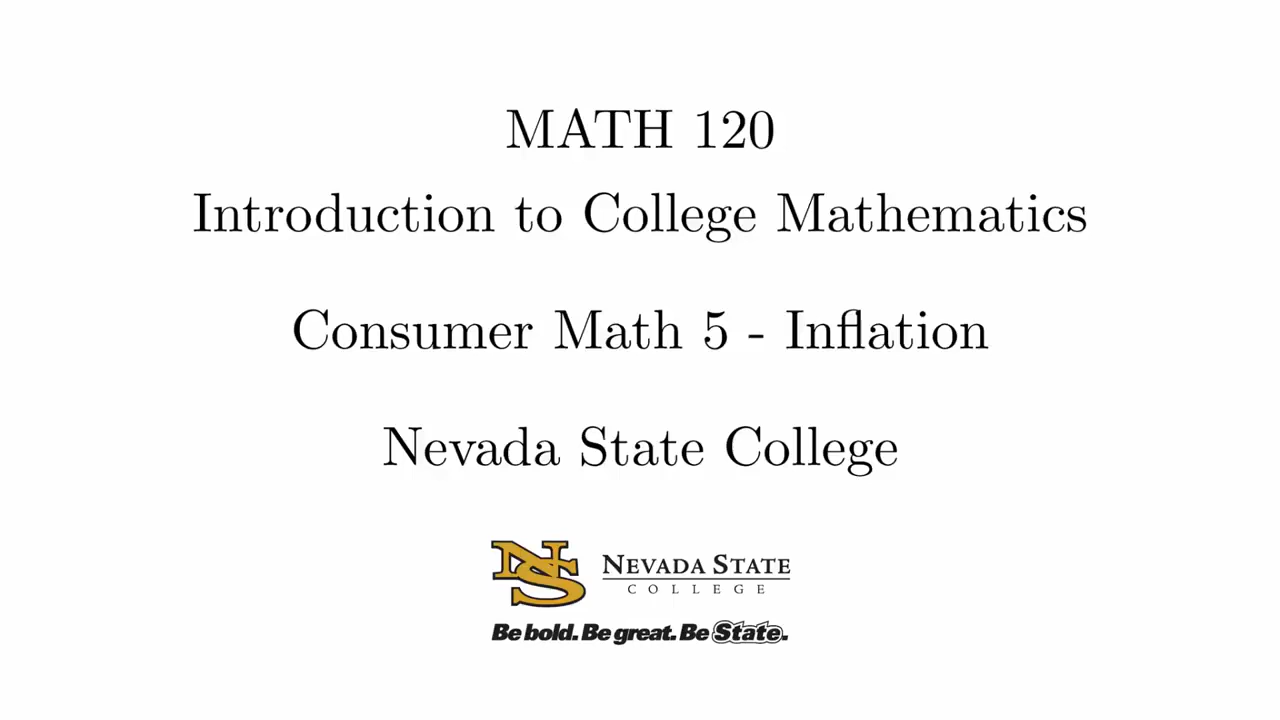 MATH 120
Introduction to College Mathematics
Consumer Math 5 - Inflation
Nevada State College
NS NEVADA STATE
COLLEGE
Be bold. Be great. Be State.